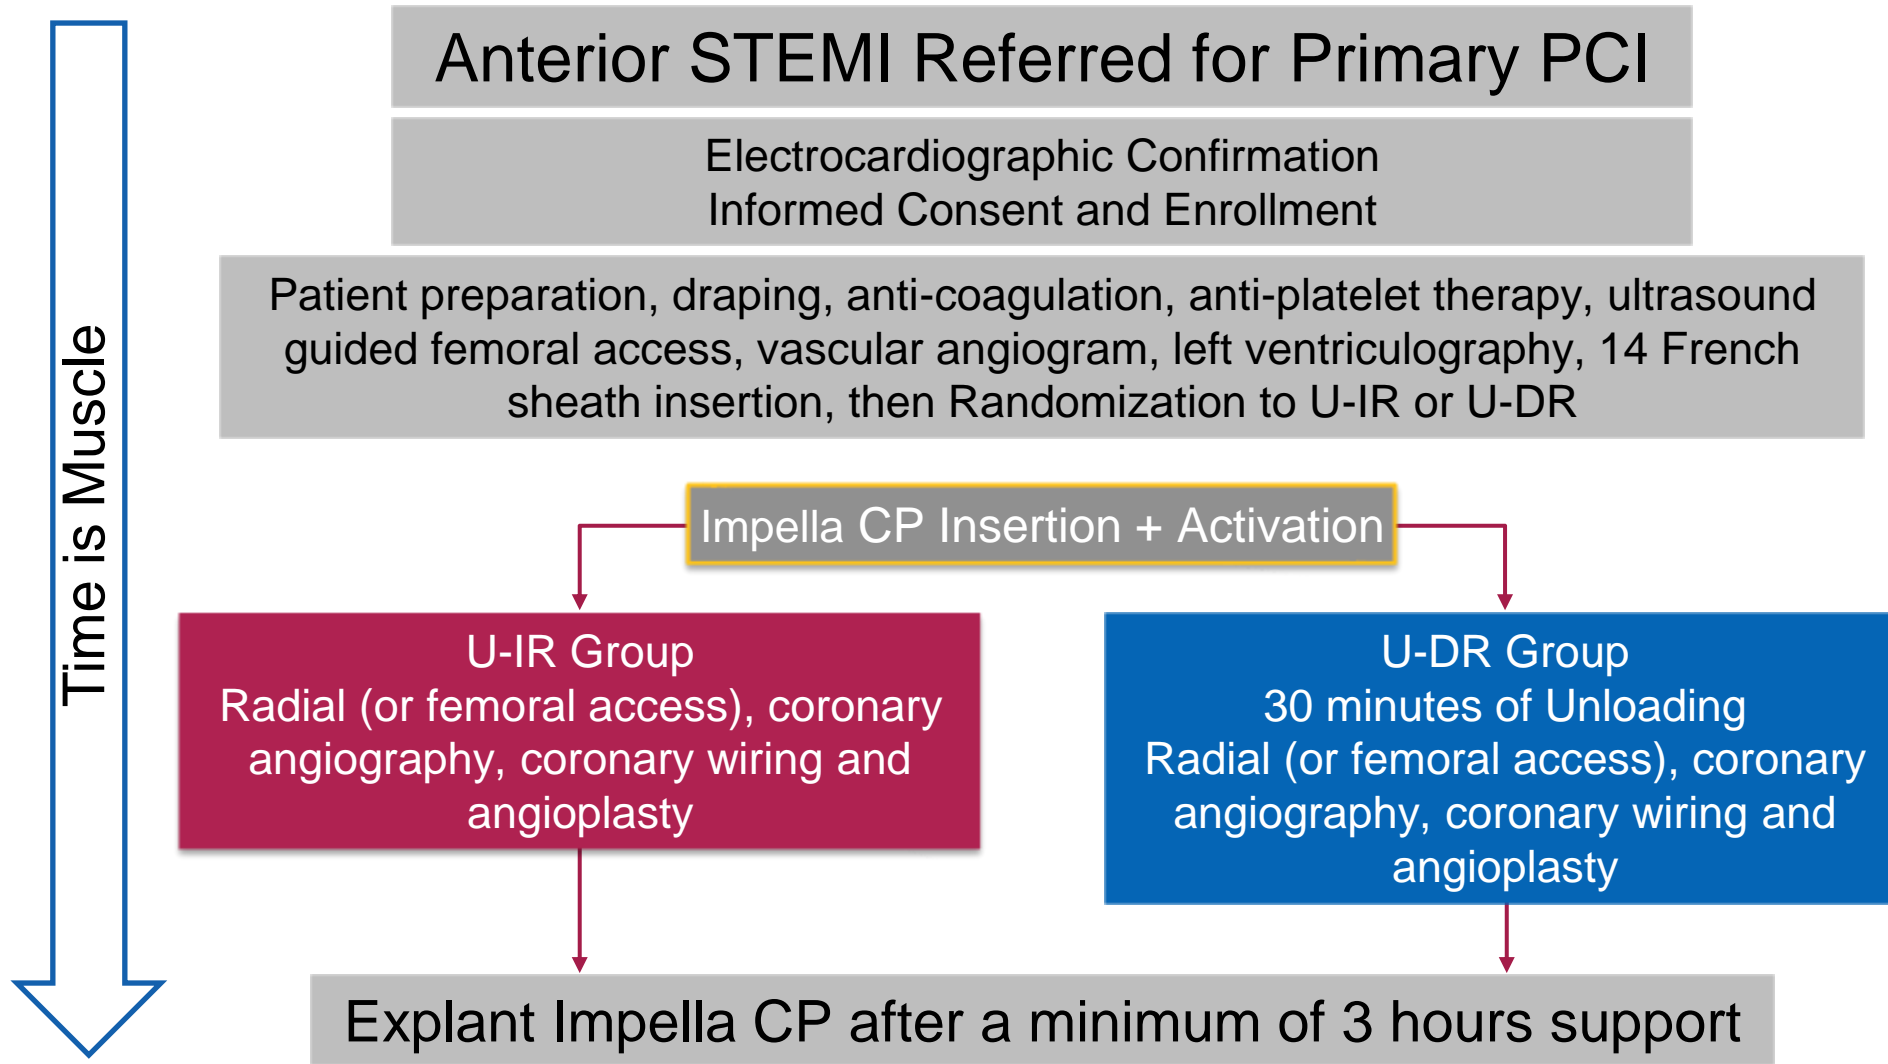 Anterior STEMI Referred for Primary PCI
Electrocardiographic Confirmation
Informed Consent and Enrollment
Patient preparation, draping, anti-coagulation, anti-platelet therapy, ultrasound
guided femoral access, vascular angiogram, left ventriculography, 14 French
sheath insertion, then Randomization to U-IR or U-DR
Time is Muscle
Impella CP Insertion + Activation
U-IR Group
Radial (or femoral access), coronary
angiography, coronary wiring and
angioplasty
U-DR Group
30 minutes of Unloading
Radial (or femoral access), coronary
angiography, coronary wiring and
angioplasty
Explant Impella CP after a minimum of 3 hours support